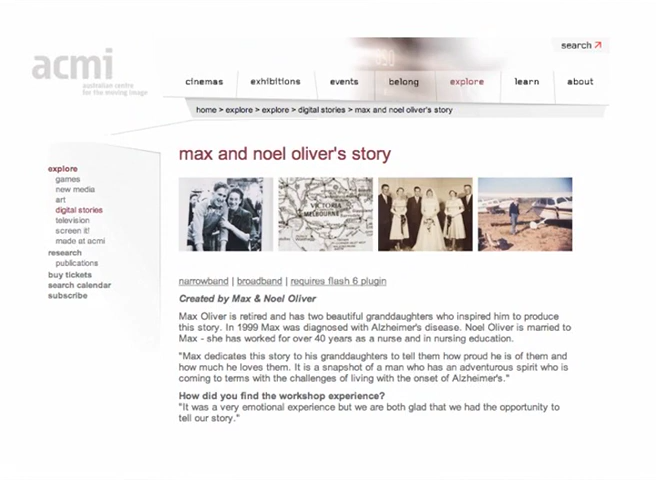 search
acmi
australian centre
for the moving image
cinemas exhibitions events belong explore learn about
home > explore > explore > digital stories > max and noel oliver's story
explore
games
new media
art
digital stories
television
screen it!
made at acmi
research
publications
buy tickets
search calendar
subscribe
max and noel oliver's story
VICTORIA
MELBOURNE
narrowband | broadband | requires flash 6 plugin
Created by Max & Noel Oliver
Max Oliver is retired and has two beautiful granddaughters who inspired him to produce
this story. In 1999 Max was diagnosed with Alzheimer's disease. Noel Oliver is married to
Max - she has worked for over 40 years as a nurse and in nursing education.
"Max dedicates this story to his granddaughters to tell them how proud he is of them and
how much he loves them. It is a snapshot of a man who has an adventurous spirit who is
coming to terms with the challenges of living with the onset of Alzheimer's."
How did you find the workshop experience?
"It was a very emotional experience but we are both glad that we had the opportunity to
tell our story."